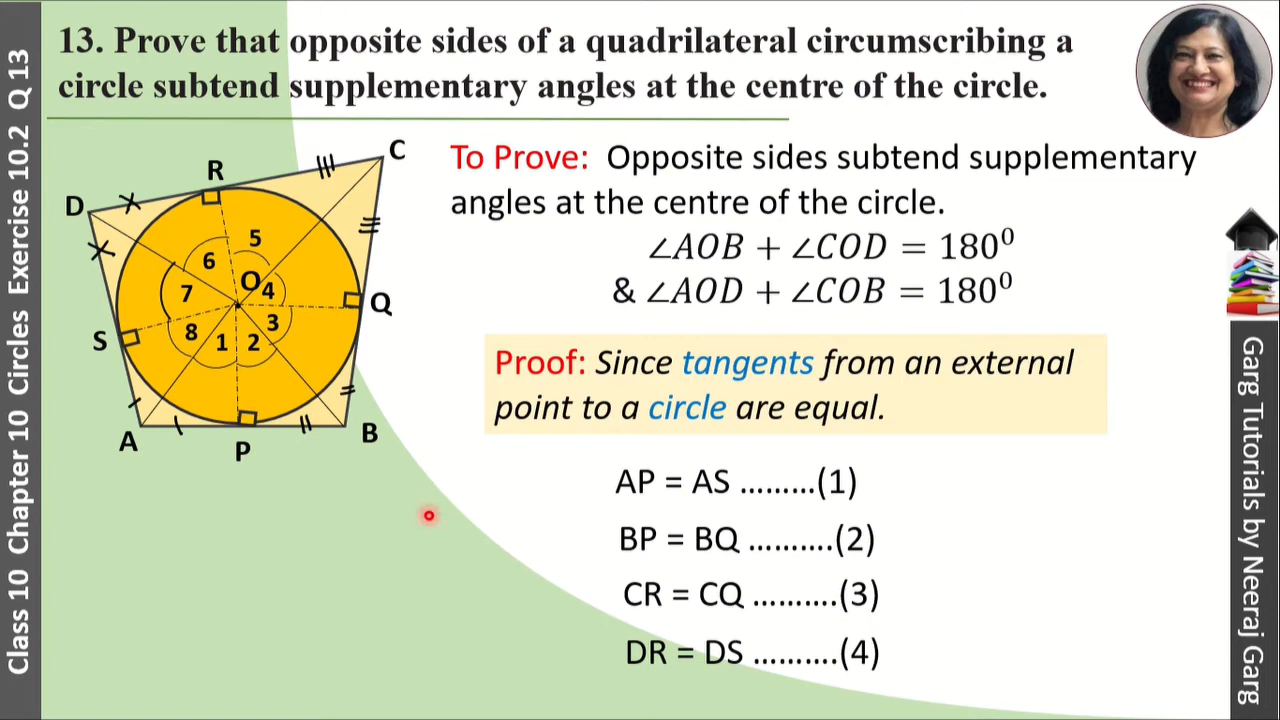 13. Prove that opposite sides of a quadrilateral circumscribing a
circle subtend supplementary angles at the centre of the circle.
Class 10 Chapter 10 Circles Exercise 10.2 Q 13
To Prove: Opposite sides subtend supplementary
angles at the centre of the circle.
∠AOB + ∠COD = 180⁰
& ∠AOD + ∠COB = 180⁰
Proof: Since tangents from an external
point to a circle are equal.
AP = AS .........(1)
BP = BQ ..........(2)
CR = CQ ..........(3)
DR = DS ..........(4)
C
R
D
5
6
O
4
7
Q
3
S
8
1
2
A
B
P
Garg Tutorials by Neeraj Garg